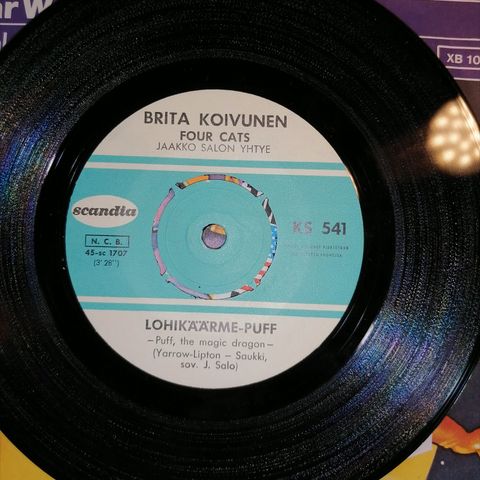 XB 10
BRITA KOIVUNEN
FOUR CATS
JAAKKO SALON YHTYE
scandia
KS 541
N. C. B.
45-sc 1707
(3'28'')
LOHIKÄÄRME-PUFF
—Puff, the magic dragon—
(Yarrow-Lipton — Saukki,
sov. J. Salo)